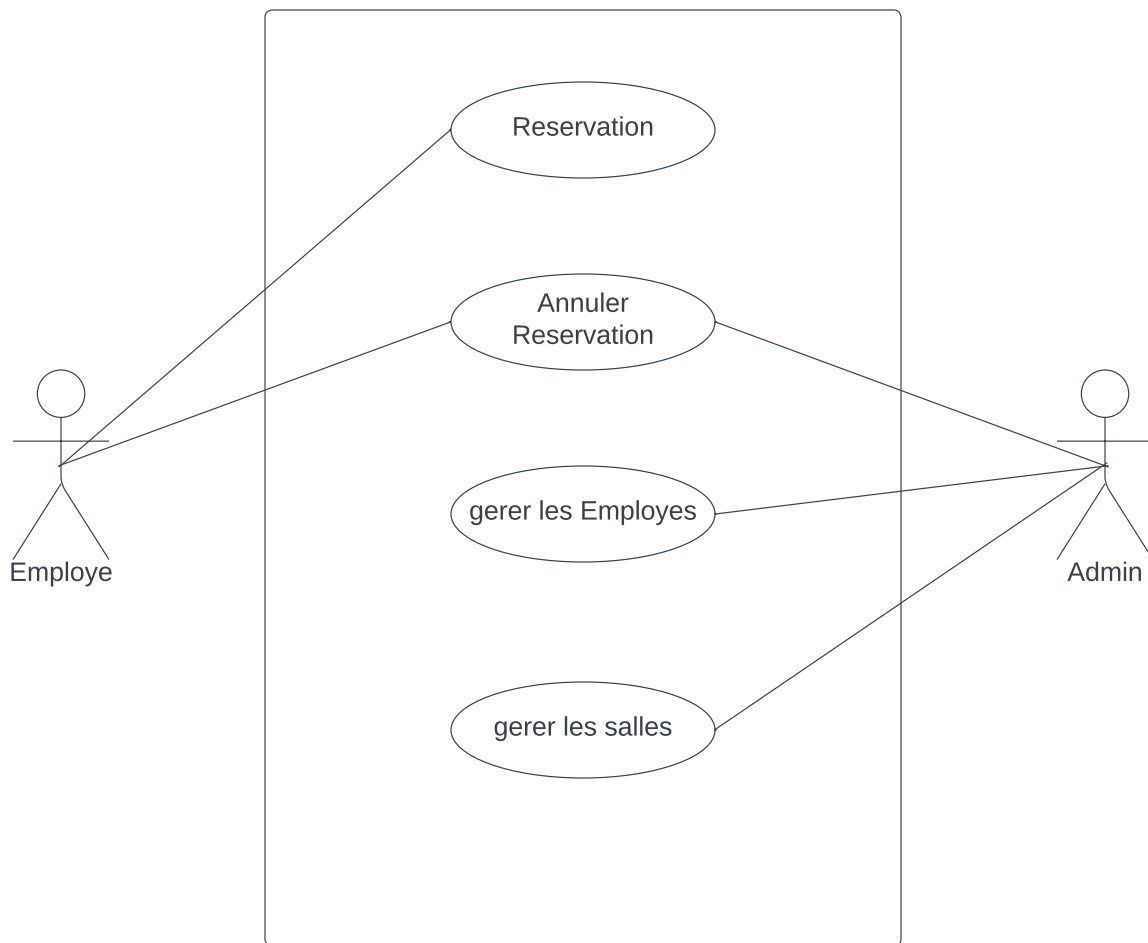 Reservation
Annuler
Reservation
gerer les Employes
Employe
Admin
gerer les salles